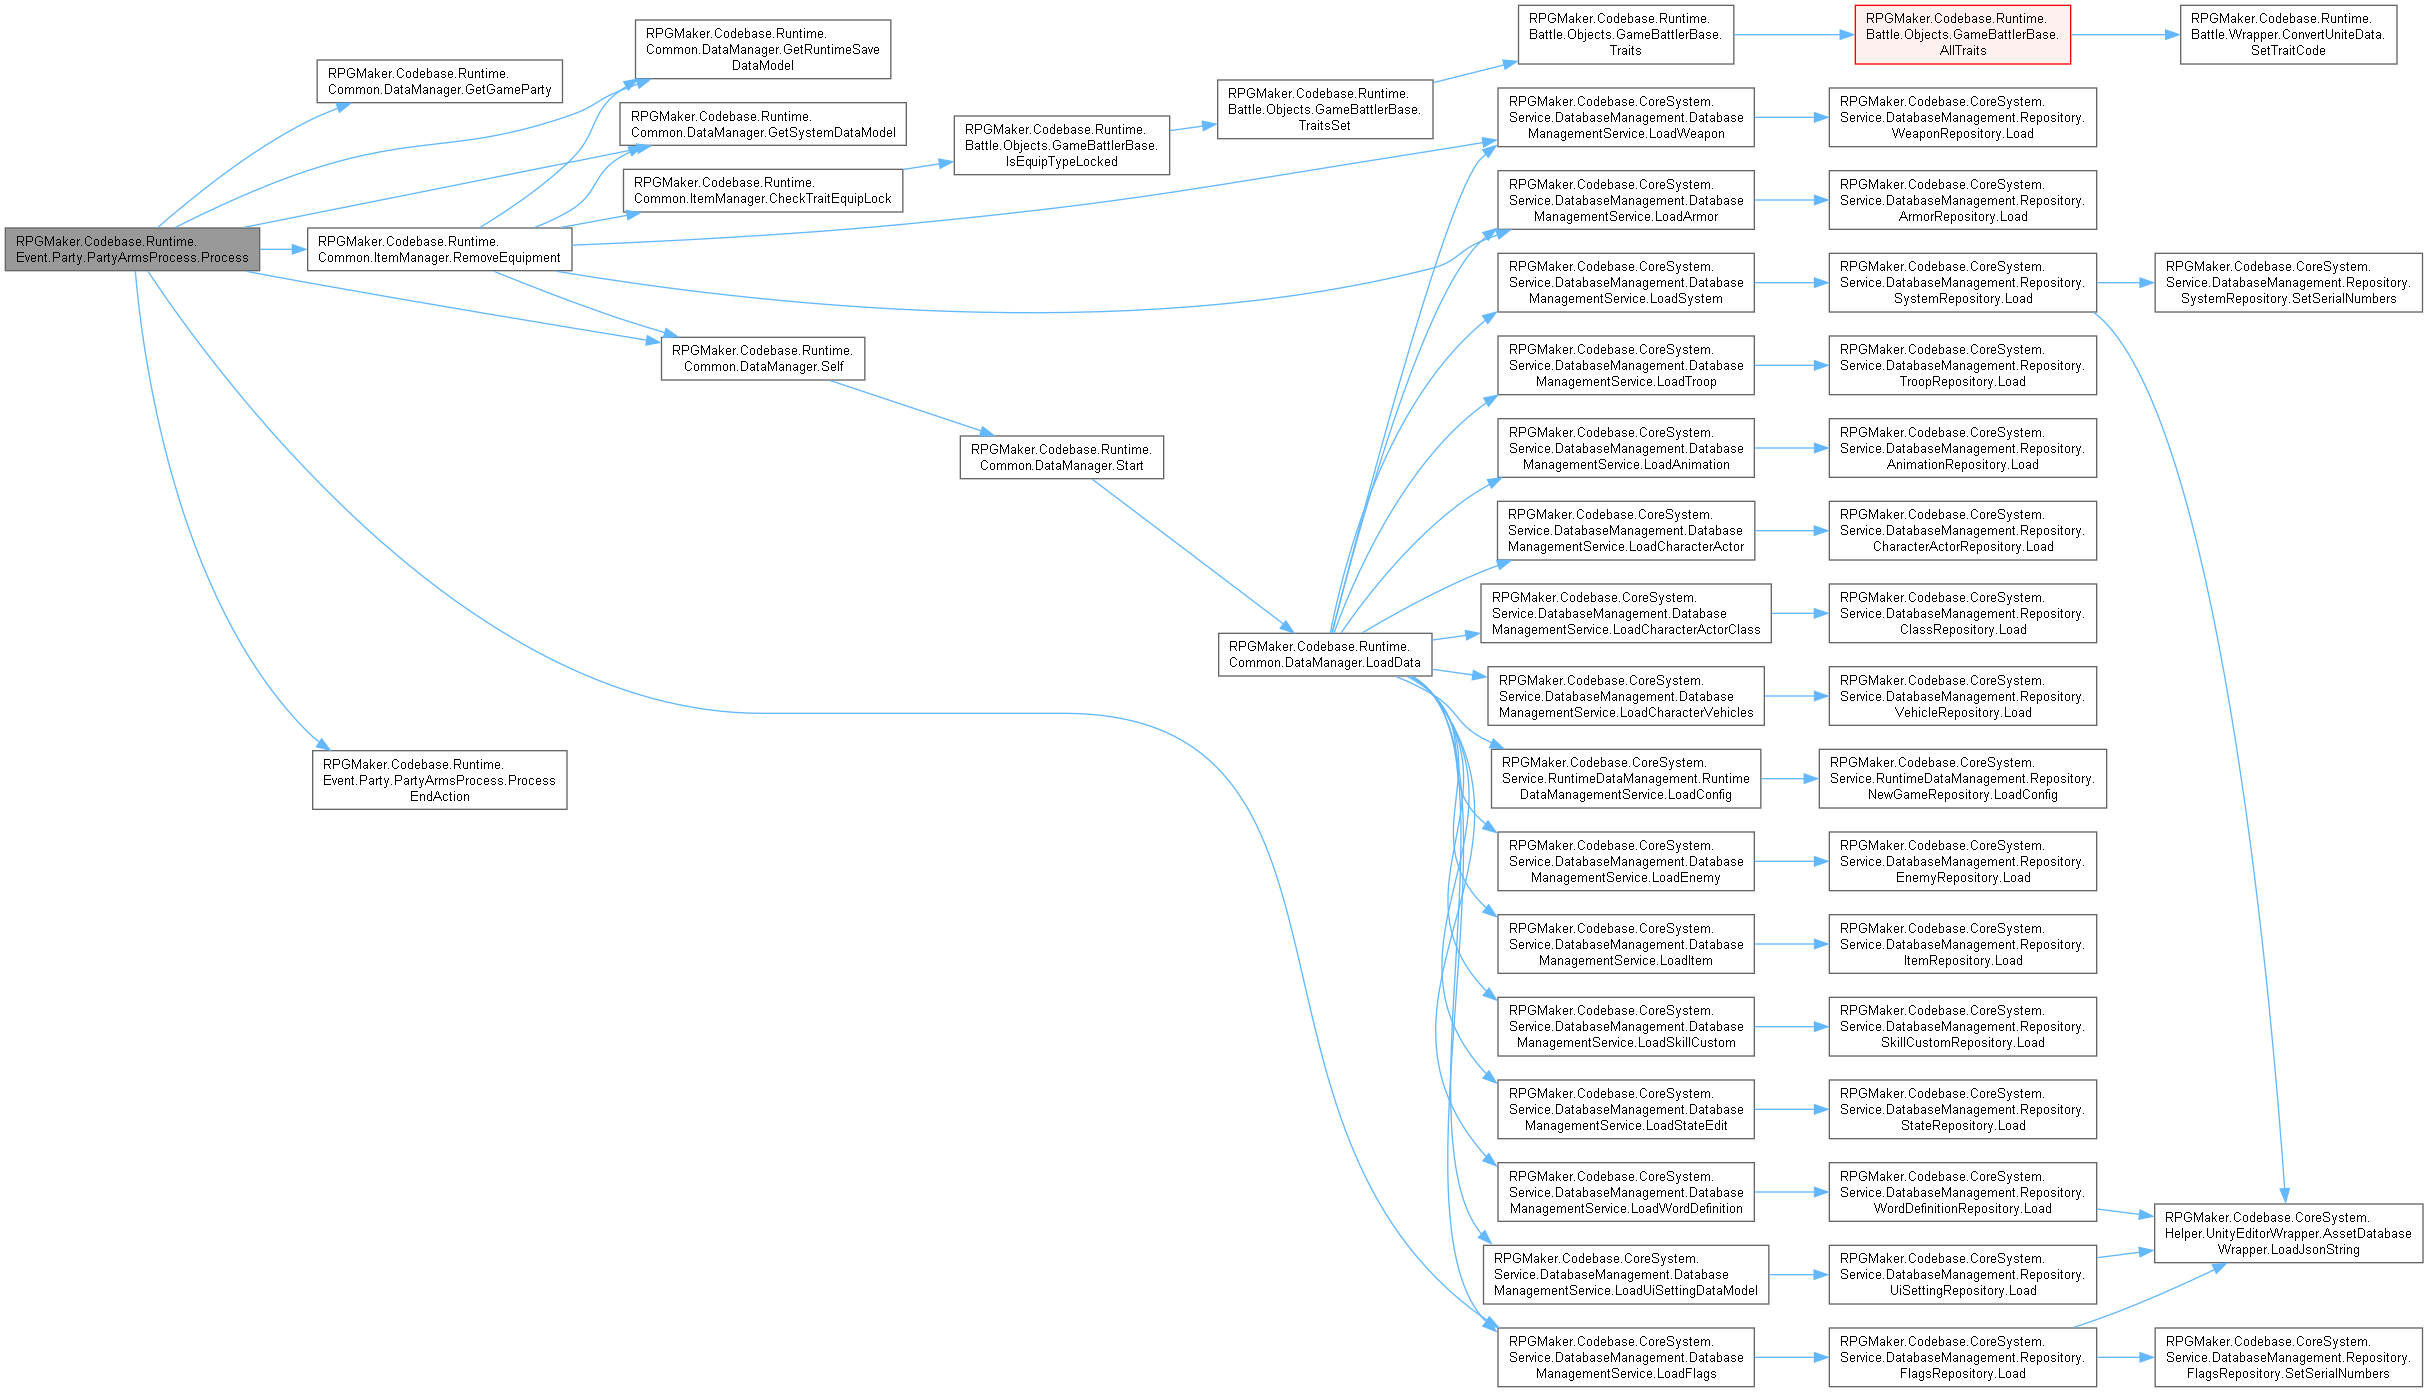 RPGMaker.Codebase.Runtime.
Event.Party.PartyArmsProcess.Process
RPGMaker.Codebase.Runtime.
Common.DataManager.GetGameParty
RPGMaker.Codebase.Runtime.
Common.DataManager.GetRuntimeSave
DataModel
RPGMaker.Codebase.Runtime.
Common.DataManager.GetSystemDataModel
RPGMaker.Codebase.Runtime.
Common.ItemManager.CheckTraitEquipLock
RPGMaker.Codebase.Runtime.
Common.ItemManager.RemoveEquipment
RPGMaker.Codebase.Runtime.
Common.DataManager.Self
RPGMaker.Codebase.Runtime.
Event.Party.PartyArmsProcess.Process
EndAction
RPGMaker.Codebase.Runtime.
Battle.Objects.GameBattlerBase.
IsEquipTypeLocked
RPGMaker.Codebase.Runtime.
Common.DataManager.Start
RPGMaker.Codebase.Runtime.
Battle.Objects.GameBattlerBase.
TraitsSet
RPGMaker.Codebase.Runtime.
Common.DataManager.LoadData
RPGMaker.Codebase.Runtime.
Battle.Objects.GameBattlerBase.
Traits
RPGMaker.Codebase.Runtime.
Battle.Objects.GameBattlerBase.
AllTraits
RPGMaker.Codebase.Runtime.
Battle.Wrapper.ConvertUniteData.
SetTraitCode
RPGMaker.Codebase.CoreSystem.
Service.DatabaseManagement.Database
ManagementService.LoadWeapon
RPGMaker.Codebase.CoreSystem.
Service.DatabaseManagement.Repository.
WeaponRepository.Load
RPGMaker.Codebase.CoreSystem.
Service.DatabaseManagement.Database
ManagementService.LoadArmor
RPGMaker.Codebase.CoreSystem.
Service.DatabaseManagement.Repository.
ArmorRepository.Load
RPGMaker.Codebase.CoreSystem.
Service.DatabaseManagement.Database
ManagementService.LoadSystem
RPGMaker.Codebase.CoreSystem.
Service.DatabaseManagement.Repository.
SystemRepository.Load
RPGMaker.Codebase.CoreSystem.
Service.DatabaseManagement.Repository.
SystemRepository.SetSerialNumbers
RPGMaker.Codebase.CoreSystem.
Service.DatabaseManagement.Database
ManagementService.LoadTroop
RPGMaker.Codebase.CoreSystem.
Service.DatabaseManagement.Repository.
TroopRepository.Load
RPGMaker.Codebase.CoreSystem.
Service.DatabaseManagement.Database
ManagementService.LoadAnimation
RPGMaker.Codebase.CoreSystem.
Service.DatabaseManagement.Repository.
AnimationRepository.Load
RPGMaker.Codebase.CoreSystem.
Service.DatabaseManagement.Database
ManagementService.LoadCharacterActor
RPGMaker.Codebase.CoreSystem.
Service.DatabaseManagement.Repository.
CharacterActorRepository.Load
RPGMaker.Codebase.CoreSystem.
Service.DatabaseManagement.Database
ManagementService.LoadCharacterActorClass
RPGMaker.Codebase.CoreSystem.
Service.DatabaseManagement.Repository.
ClassRepository.Load
RPGMaker.Codebase.CoreSystem.
Service.DatabaseManagement.Database
ManagementService.LoadCharacterVehicles
RPGMaker.Codebase.CoreSystem.
Service.DatabaseManagement.Repository.
VehicleRepository.Load
RPGMaker.Codebase.CoreSystem.
Service.RuntimeDataManagement.Runtime
DataManagementService.LoadConfig
RPGMaker.Codebase.CoreSystem.
Service.RuntimeDataManagement.Repository.
NewGameRepository.LoadConfig
RPGMaker.Codebase.CoreSystem.
Service.DatabaseManagement.Database
ManagementService.LoadEnemy
RPGMaker.Codebase.CoreSystem.
Service.DatabaseManagement.Repository.
EnemyRepository.Load
RPGMaker.Codebase.CoreSystem.
Service.DatabaseManagement.Database
ManagementService.LoadItem
RPGMaker.Codebase.CoreSystem.
Service.DatabaseManagement.Repository.
ItemRepository.Load
RPGMaker.Codebase.CoreSystem.
Service.DatabaseManagement.Database
ManagementService.LoadSkillCustom
RPGMaker.Codebase.CoreSystem.
Service.DatabaseManagement.Repository.
SkillCustomRepository.Load
RPGMaker.Codebase.CoreSystem.
Service.DatabaseManagement.Database
ManagementService.LoadStateEdit
RPGMaker.Codebase.CoreSystem.
Service.DatabaseManagement.Repository.
StateRepository.Load
RPGMaker.Codebase.CoreSystem.
Service.DatabaseManagement.Database
ManagementService.LoadWordDefinition
RPGMaker.Codebase.CoreSystem.
Service.DatabaseManagement.Repository.
WordDefinitionRepository.Load
RPGMaker.Codebase.CoreSystem.
Helper.UnityEditorWrapper.AssetDatabase
Wrapper.LoadJsonString
RPGMaker.Codebase.CoreSystem.
Service.DatabaseManagement.Database
ManagementService.LoadUiSettingDataModel
RPGMaker.Codebase.CoreSystem.
Service.DatabaseManagement.Repository.
UiSettingRepository.Load
RPGMaker.Codebase.CoreSystem.
Service.DatabaseManagement.Database
ManagementService.LoadFlags
RPGMaker.Codebase.CoreSystem.
Service.DatabaseManagement.Repository.
FlagsRepository.Load
RPGMaker.Codebase.CoreSystem.
Service.DatabaseManagement.Repository.
FlagsRepository.SetSerialNumbers